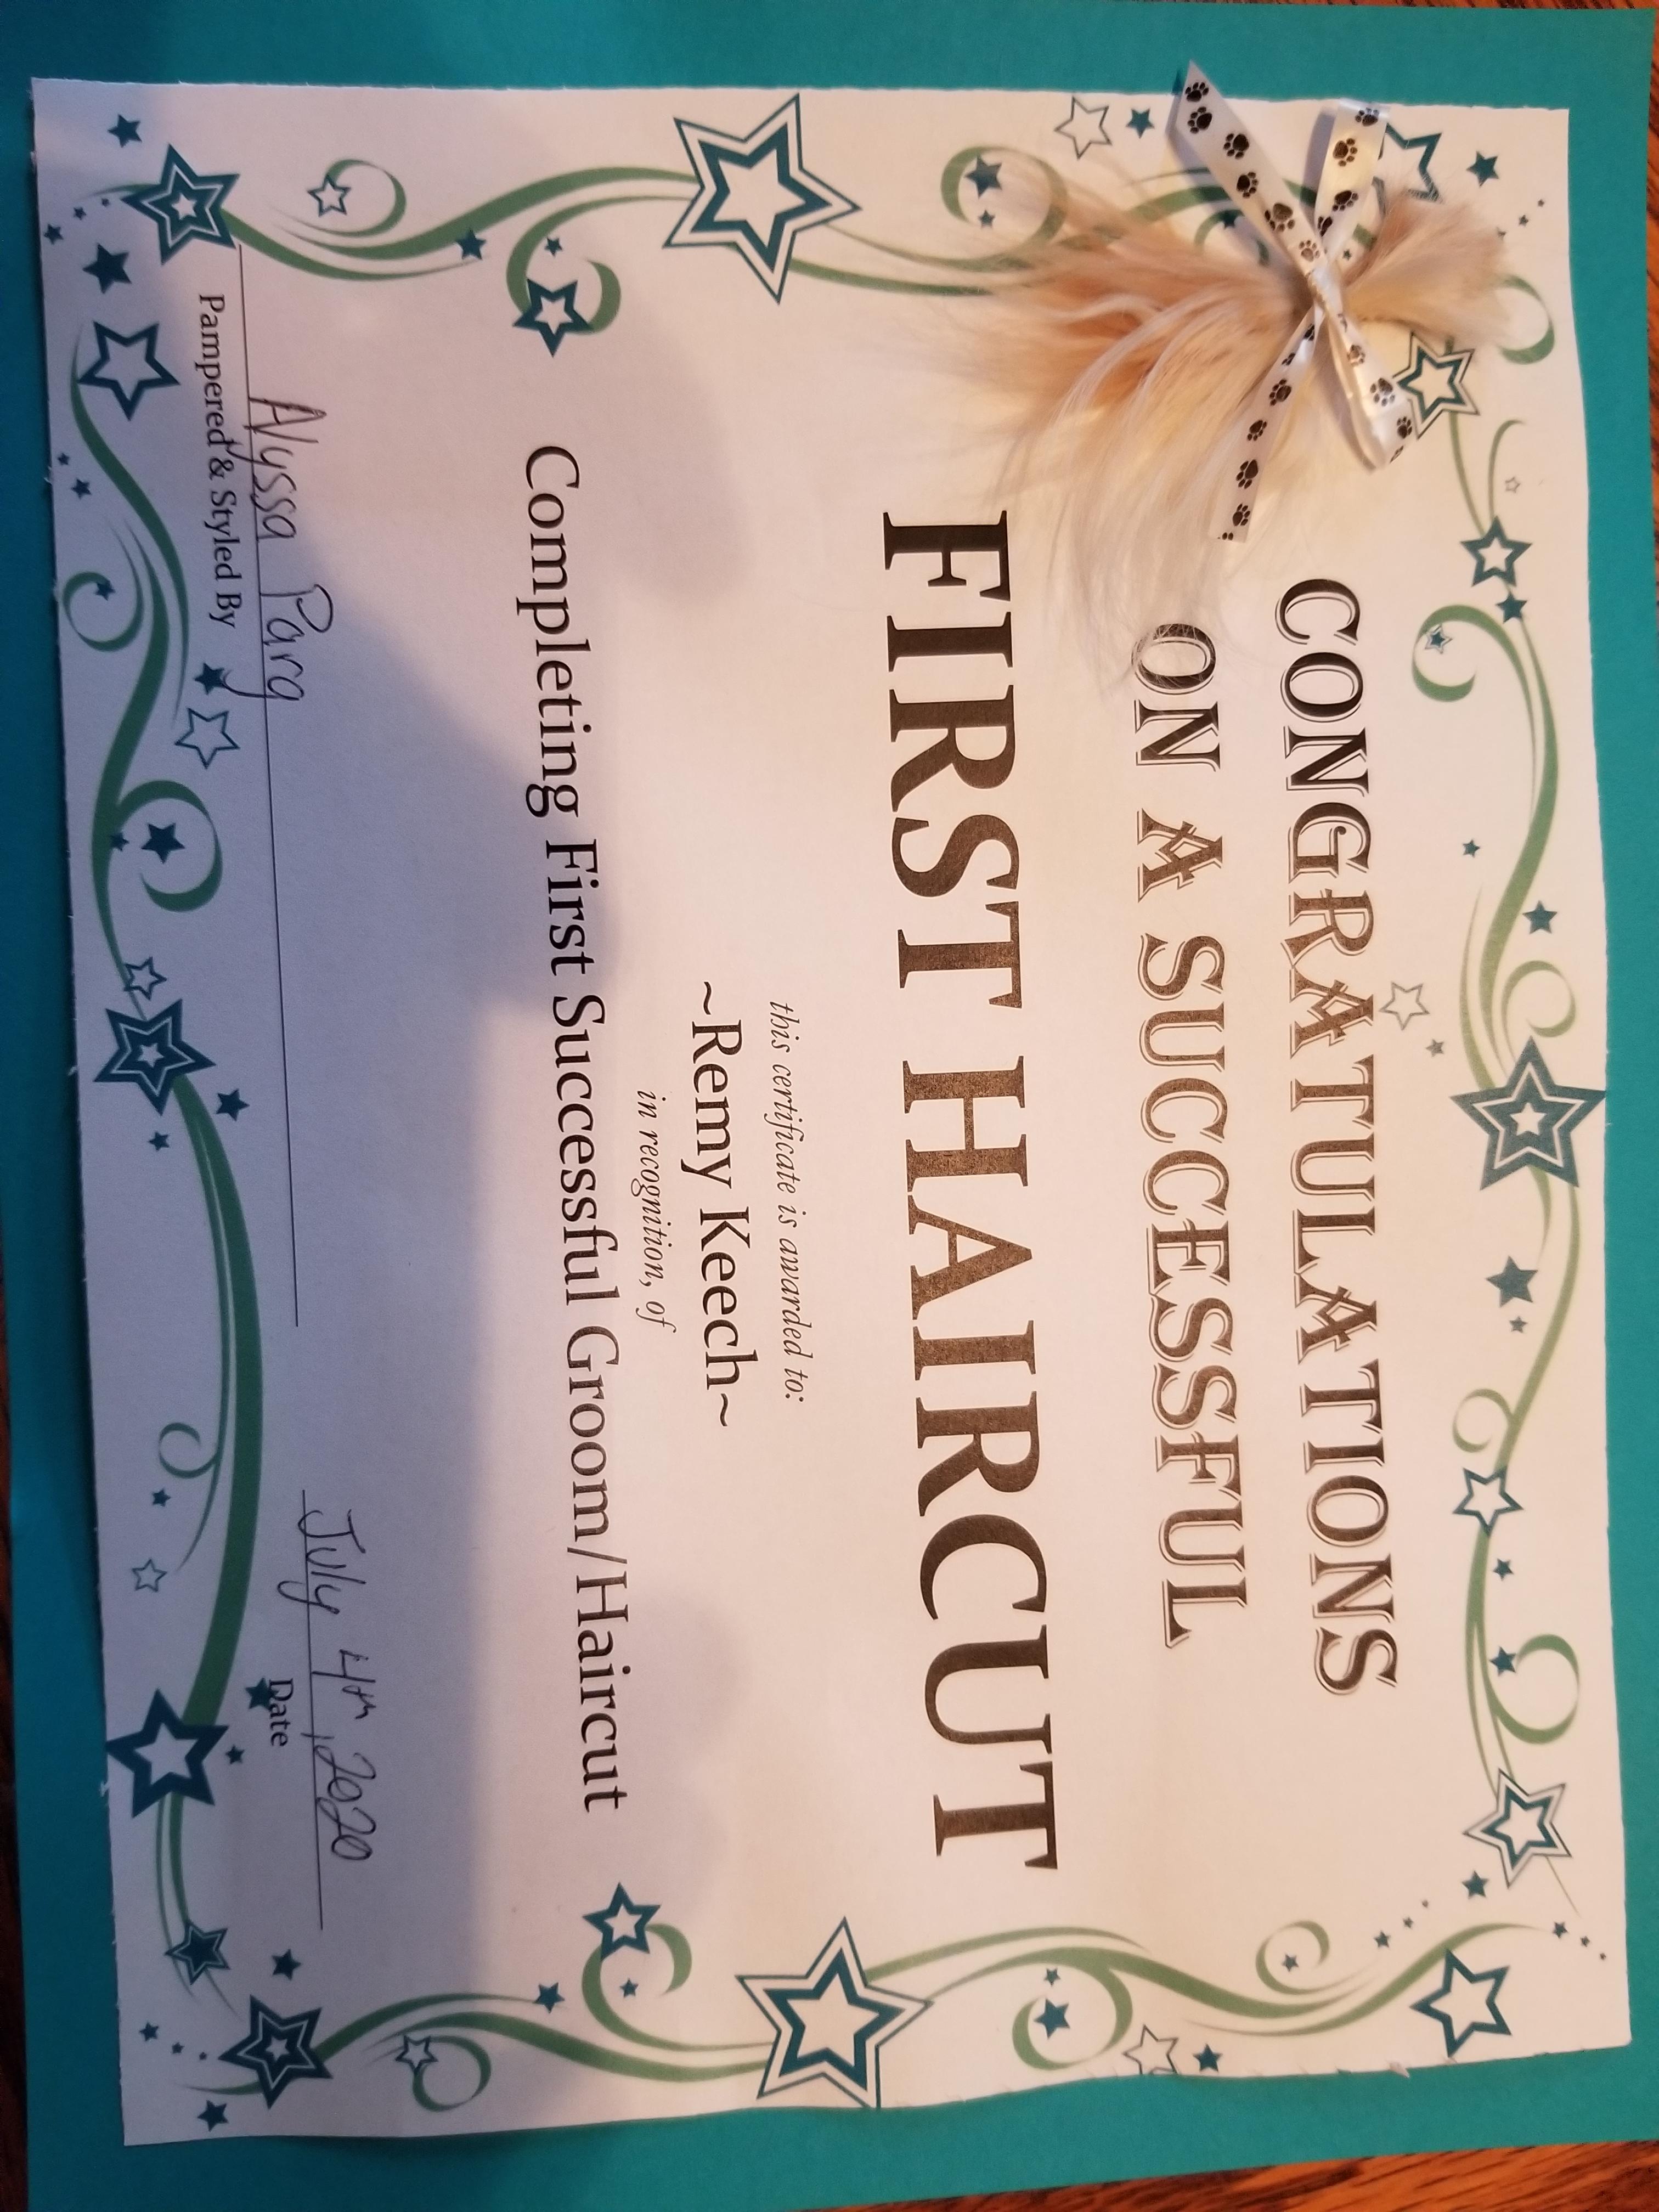 CONGRATULATIONS
ON A SUCCESSFUL
FIRST HAIRCUT
this certificate is awarded to:
~Remy Keech~
in recognition, of
Completing First Successful Groom/Haircut
Alyssa Parg
July 4th, 2020
Pampered & Styled By
Date